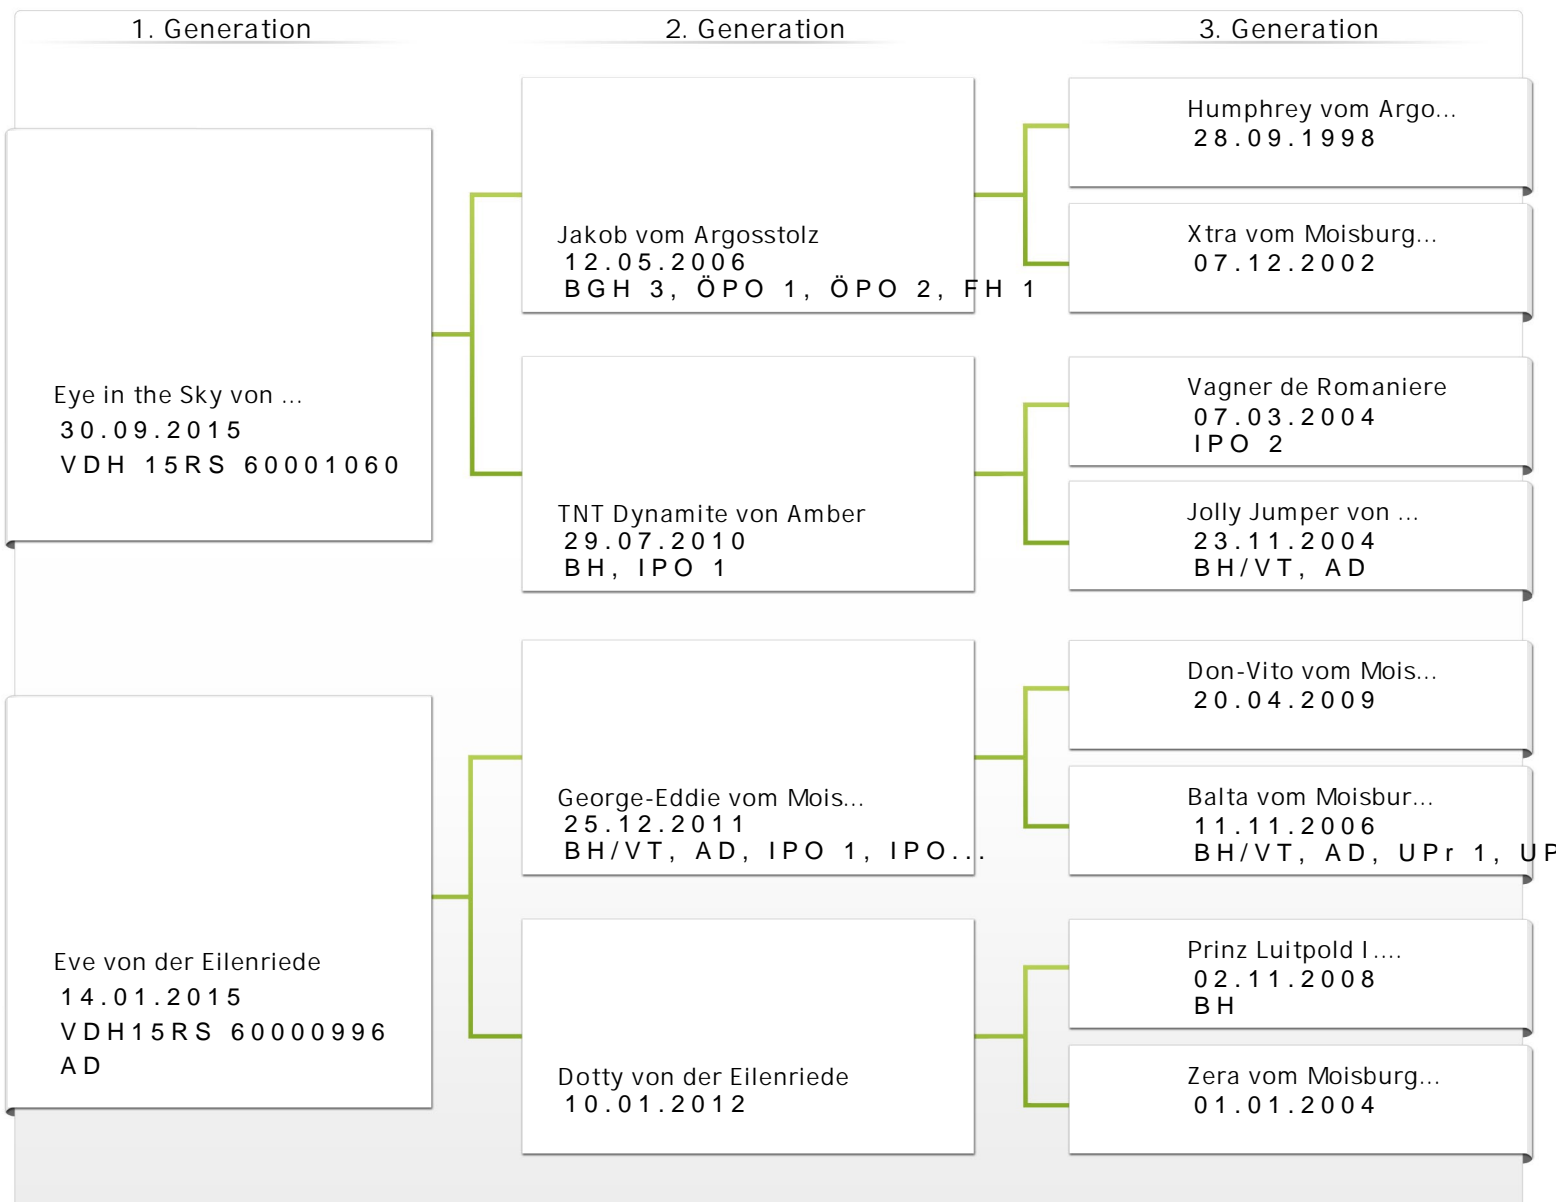 1. Generation
2. Generation
3. Generation
Eye in the Sky von ...
30.09.2015
VDH 15RS 60001060
Jakob vom Argosstolz
12.05.2006
BGH 3, ÖPO 1, ÖPO 2, FH 1
Humphrey vom Argo...
28.09.1998
Xtra vom Moisburg...
07.12.2002
TNT Dynamite von Amber
29.07.2010
BH, IPO 1
Vagner de Romaniere
07.03.2004
IPO 2
Jolly Jumper von ...
23.11.2004
BH/VT, AD
Eve von der Eilenriede
14.01.2015
VDH15RS 60000996
AD
George-Eddie vom Mois...
25.12.2011
BH/VT, AD, IPO 1, IPO...
Don-Vito vom Mois...
20.04.2009
Balta vom Moisbur...
11.11.2006
BH/VT, AD, UPr 1, UP
Dotty von der Eilenriede
10.01.2012
Prinz Luitpold I....
02.11.2008
BH
Zera vom Moisburg...
01.01.2004